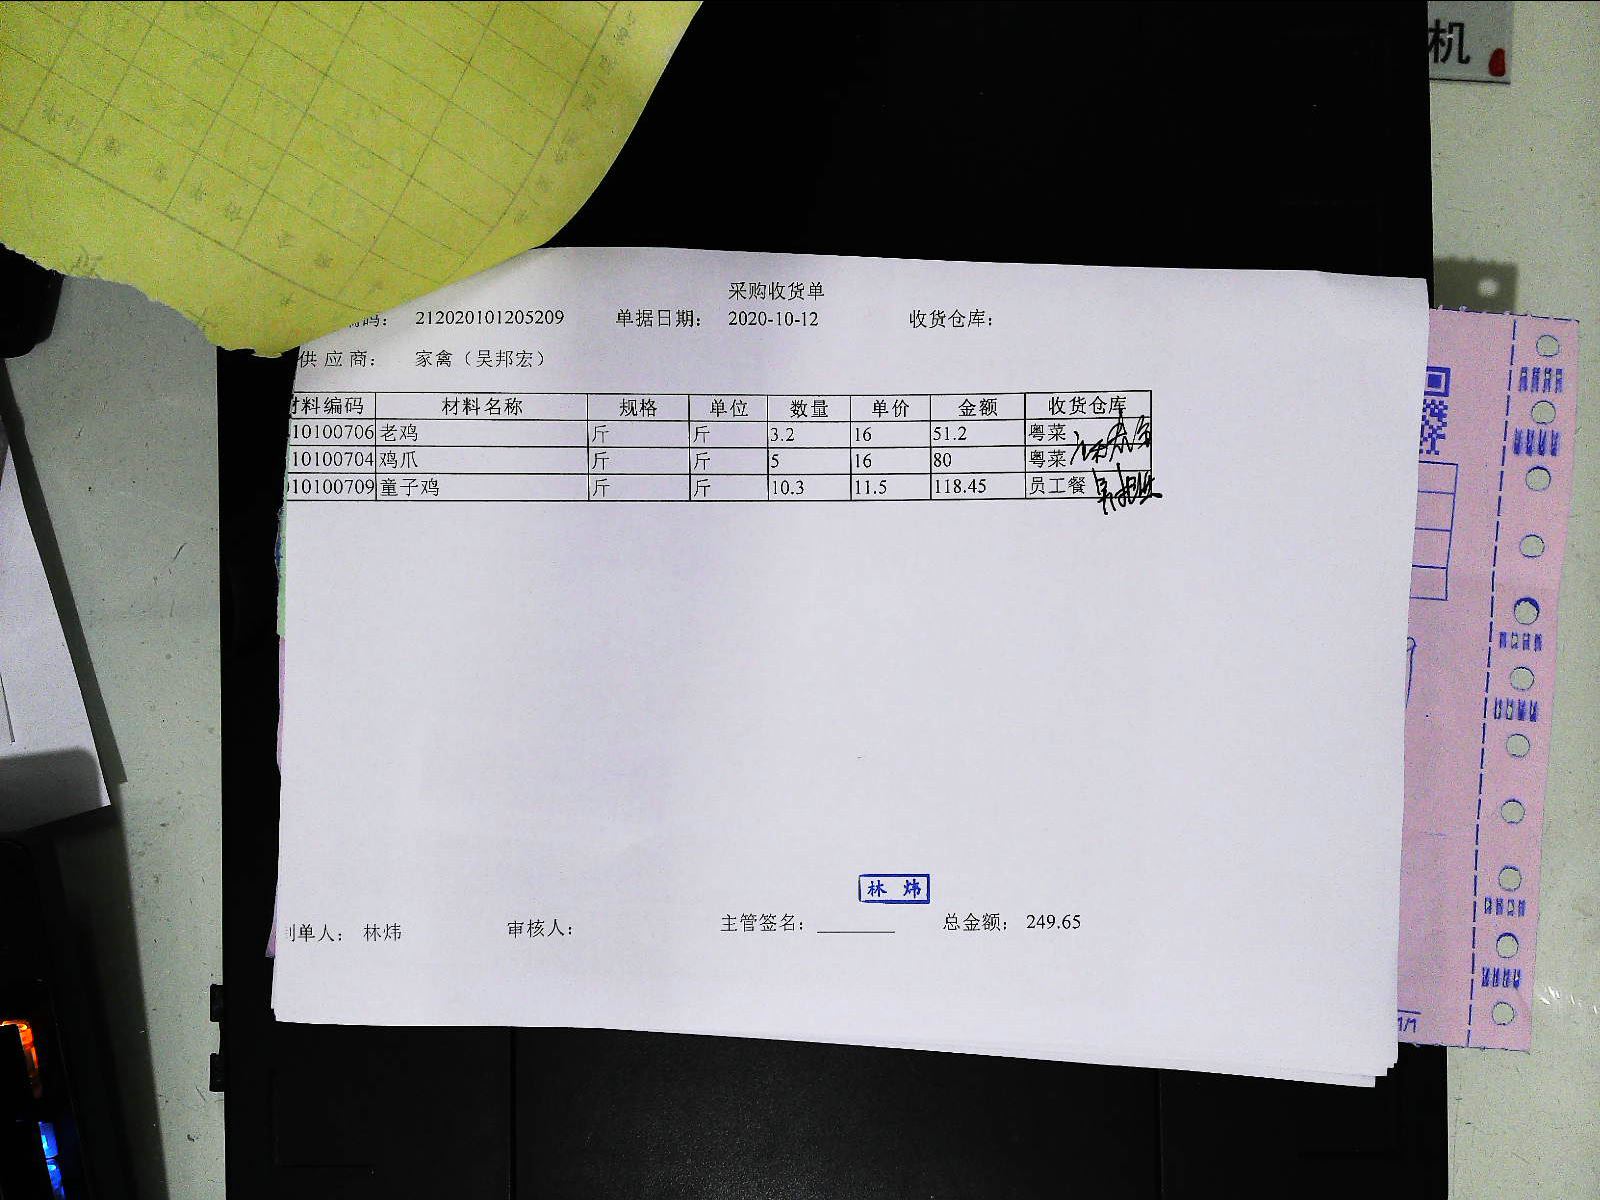 机
采购收货单
码： 212020101205209 单据日期： 2020-10-12 收货仓库：
供 应 商： 家禽（吴邦宏）
材料编码 材料名称 规格 单位 数量 单价 金额 收货仓库
10100706 老鸡 斤 斤 3.2 16 51.2 粤菜
10100704 鸡爪 斤 斤 5 16 80 粤菜
10100709 童子鸡 斤 斤 10.3 11.5 118.45 员工餐
林 炜
制单人： 林炜 审核人： 主管签名： 总金额： 249.65
1/1